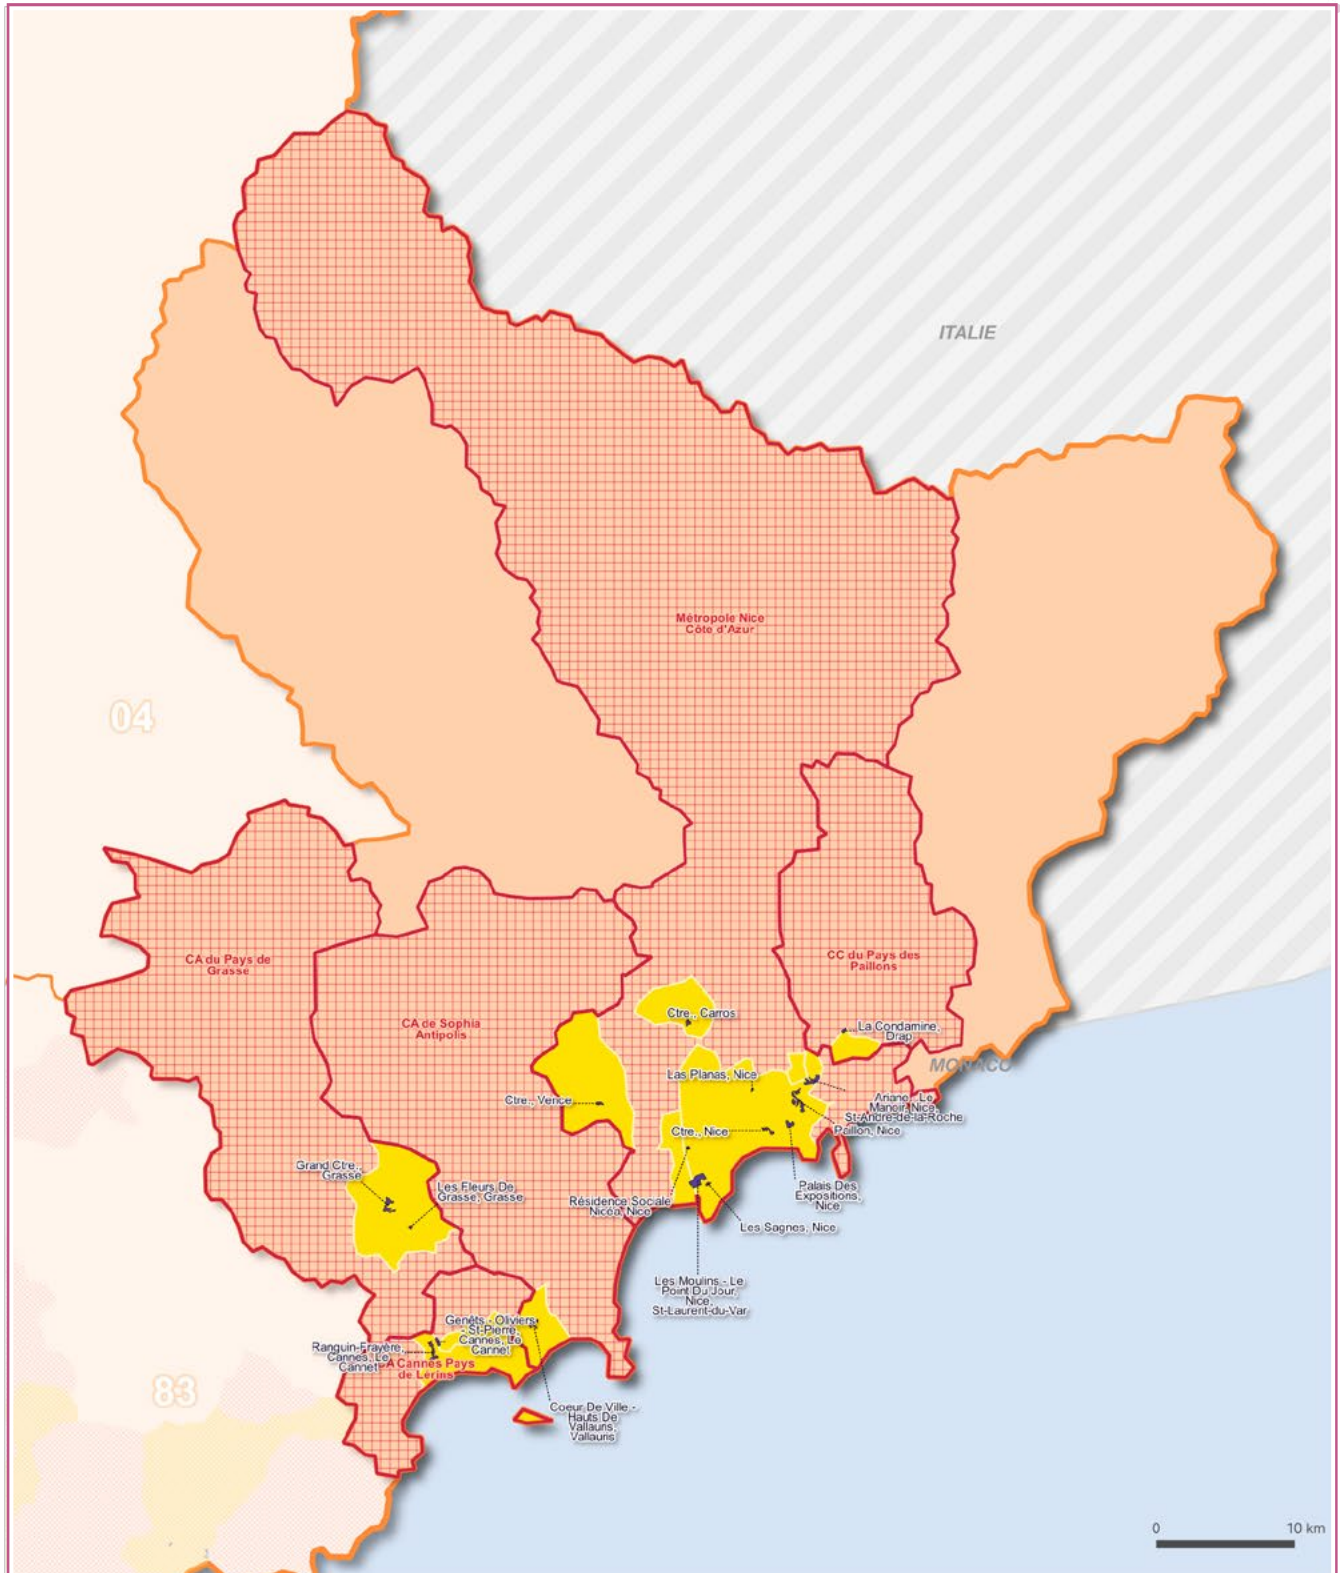 ITALIE
Métropole Nice
Côte d'Azur
04
CC du Pays des
Paillons
CA du Pays de
Grasse
CA de Sophia
Antipolis
Ctre., Carros
La Condamine,
Drap
MONACO
Las Planas, Nice
Ctre., Vence
Ariane - Le
Manoir, Nice,
St-André-de-la-Roche
Paillon, Nice
Ctre., Nice
Grand Ctre.,
Grasse
Les Fleurs De
Grasse, Grasse
Résidence Sociale
Nicéa, Nice
Palais Des
Expositions,
Nice
Les Sagnes, Nice
Les Moulins - Le
Point Du Jour,
Nice,
St-Laurent-du-Var
Genêts - Oliviers
- St-Pierre,
Cannes, Le
Cannet
Ranguin-Frayère,
Cannes, Le
Cannet
A Cannes Pays
de Lérins
83
Coeur De Ville -
Hauts De
Vallauris,
Vallauris
0 10 km